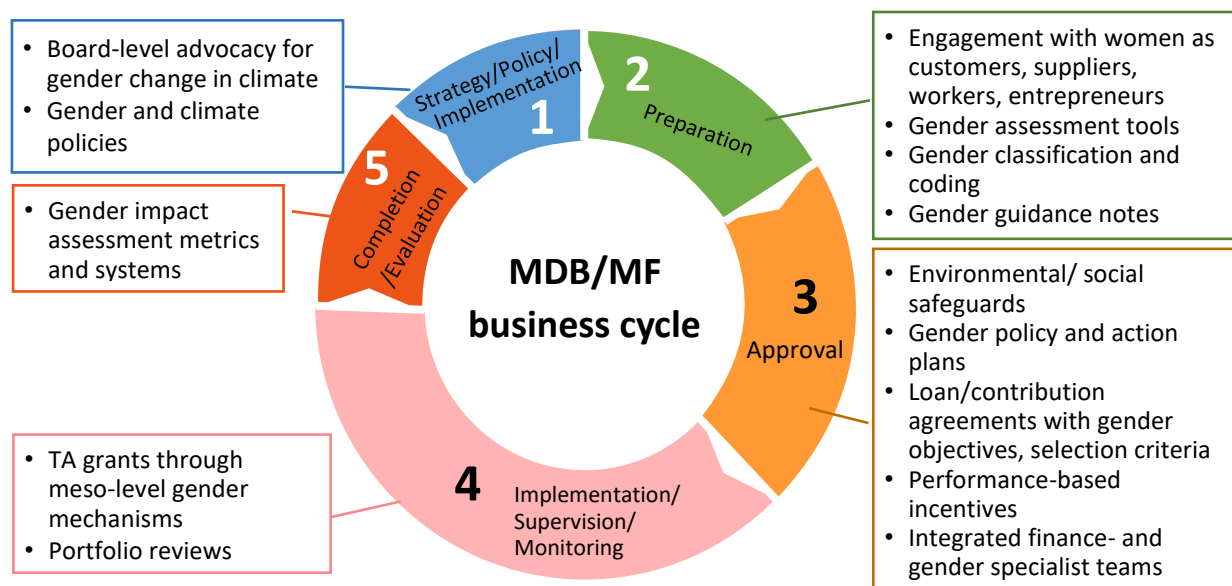 • Board-level advocacy for
gender change in climate
• Gender and climate
policies
Strategy/Policy/
Implementation
1
2
Preparation
• Engagement with women as
customers, suppliers,
workers, entrepreneurs
• Gender assessment tools
• Gender classification and
coding
• Gender guidance notes
3
Approval
• Environmental/ social
safeguards
• Gender policy and action
plans
• Loan/contribution
agreements with gender
objectives, selection criteria
• Performance-based
incentives
• Integrated finance- and
gender specialist teams
4
Implementation/
Supervision/
Monitoring
• TA grants through
meso-level gender
mechanisms
• Portfolio reviews
5
Completion
/Evaluation
• Gender impact
assessment metrics
and systems
MDB/MF
business cycle